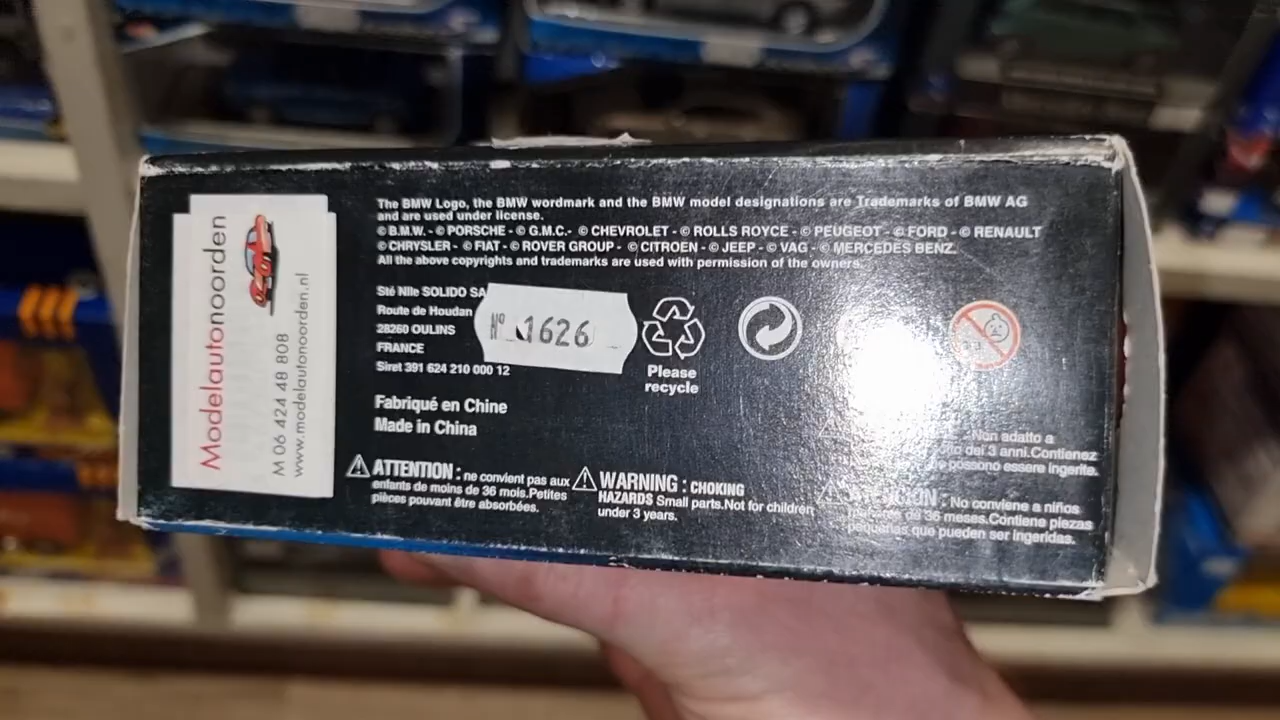 Modelautonoorden
M 06 424 48 808
www.modelautonoorden.nl
The BMW Logo, the BMW wordmark and the BMW model designations are Trademarks of BMW AG
and are used under license.
© B.M.W. - © PORSCHE - © G.M.C.- © CHEVROLET - © ROLLS ROYCE - © PEUGEOT - © FORD - © RENAULT
© CHRYSLER - © FIAT - © ROVER GROUP - © CITROEN - © JEEP - © VAG - © MERCEDES BENZ.
All the above copyrights and trademarks are used with permission of the owners.
Sté Nlle SOLIDO SA
Route de Houdan
28260 OULINS
FRANCE
Siret 391 624 210 000 12
Nº 1626
Please
recycle
Fabriqué en Chine
Made in China
ATTENTION : ne convient pas aux
enfants de moins de 36 mois.Petites
pièces pouvant être absorbées.
WARNING : CHOKING
HAZARDS Small parts.Not for children
under 3 years.
Non adatto a
dei 3 anni.Contienez
possono essere ingerite.
: No conviene a niños
de 36 meses.Contiene piezas
pequeñas que pueden ser ingeridas.